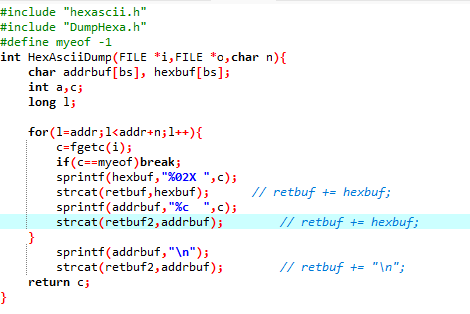 #include "hexascii.h"
#include "DumpHexa.h"
#define myeof -1
int HexAsciiDump(FILE *i,FILE *o,char n){
    char addrbuf[bs], hexbuf[bs];
    int a,c;
    long l;
    for(l=addr;l<addr+n;l++){
        c=fgetc(i);
        if(c==myeof)break;
        sprintf(hexbuf,"%02X ",c);
        strcat(retbuf,hexbuf);      // retbuf += hexbuf;
        sprintf(addrbuf,"%c  ",c);
        strcat(retbuf2,addrbuf);        // retbuf += hexbuf;
    }
        sprintf(addrbuf,"\n");
        strcat(retbuf2,addrbuf);        // retbuf += "\n";
    return c;
}